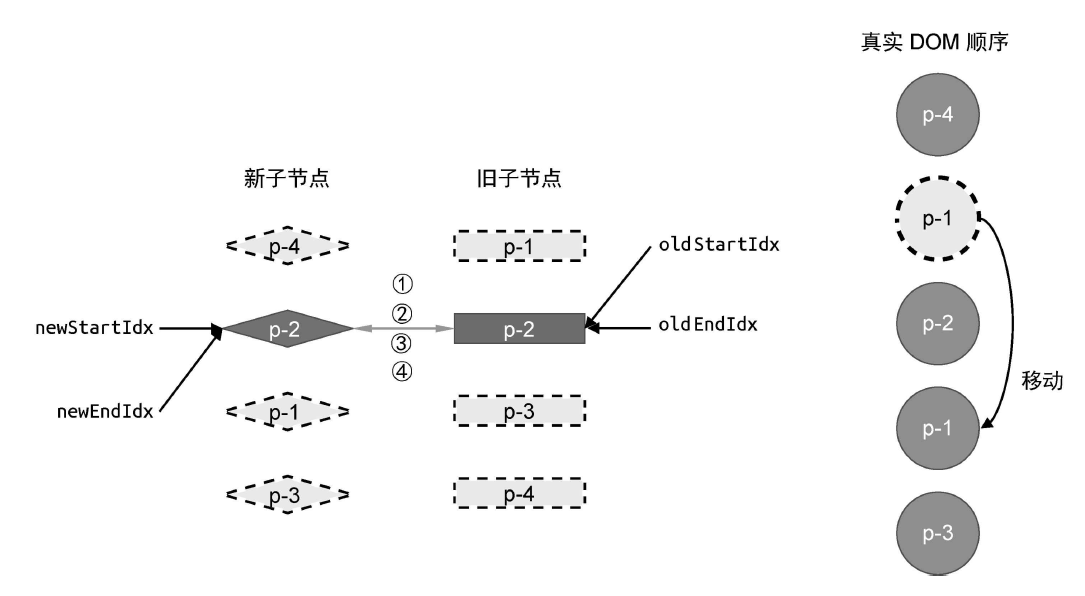 真实 DOM 顺序
p-4
p-1
p-2
p-1
p-3
移动
新子节点
旧子节点
p-4
p-1
oldStartIdx
①
②
③
④
newStartIdx
p-2
p-2
oldEndIdx
newEndIdx
p-1
p-3
p-3
p-4